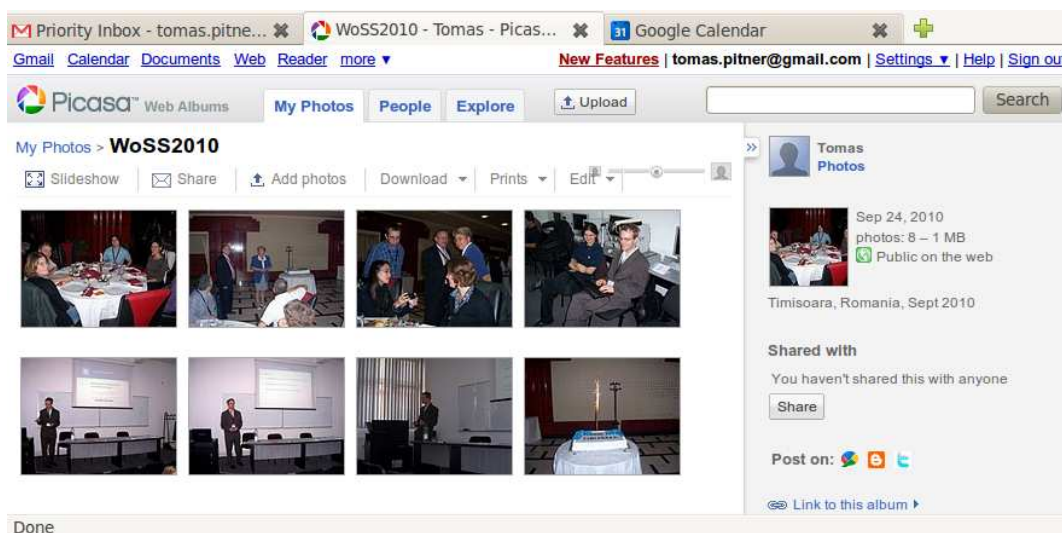 Priority Inbox - tomas.pitne... WoSS2010 - Tomas - Picas... 31 Google Calendar
Gmail Calendar Documents Web Reader more ▼ New Features | tomas.pitner@gmail.com | Settings ▼ | Help | Sign out
Picasa™ Web Albums My Photos People Explore Upload Search
My Photos > WoSS2010
Slideshow Share Add photos Download Prints Edit
Tomas
Photos
Sep 24, 2010
photos: 8 – 1 MB
Public on the web
Timisoara, Romania, Sept 2010
Shared with
You haven't shared this with anyone
Share
Post on:
Link to this album
Done